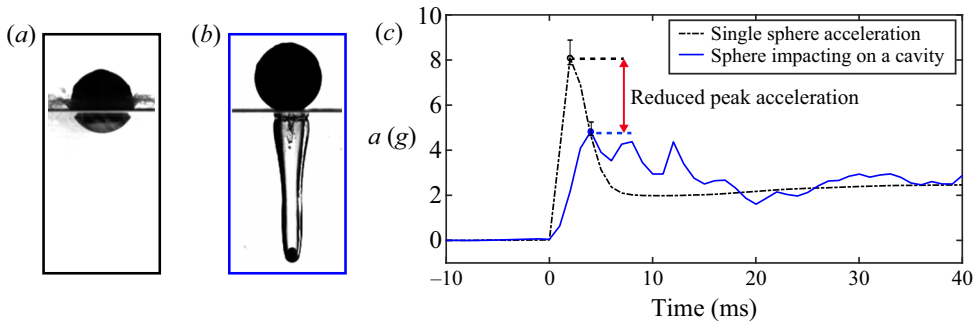 (a)
(b)
(c)
10
8
6
4
2
0
a (g)
Single sphere acceleration
Sphere impacting on a cavity
Reduced peak acceleration
–10
0
10
20
30
40
Time (ms)